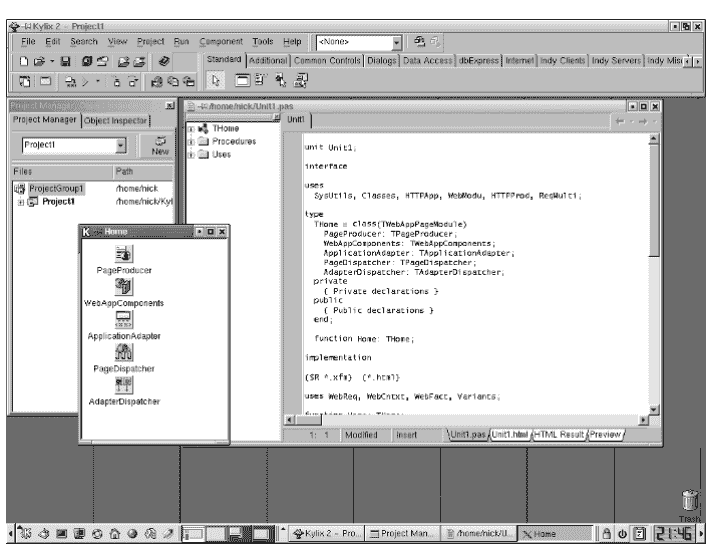 Kylix 2 - Project1
File Edit Search View Project Run Component Tools Help <None>
Standard Additional Common Controls Dialogs Data Access dbExpress Internet Indy Clients Indy Servers Indy Misc
Project Manager
Project Manager Object Inspector
Project1
New
Files Path
ProjectGroup1 /home/nick
Project1 /home/nick/Kyl
/home/nick/Unit1.pas
THome
Procedures
Uses
Unit1
unit Unit1;
interface
uses
SysUtils, Classes, HTTPApp, WebModu, HTTPProd, ReqMulti;
type
THome = class(TWebAppPageModule)
PageProducer: TPageProducer;
WebAppComponents: TWebAppComponents;
ApplicationAdapter: TApplicationAdapter;
PageDispatcher: TPageDispatcher;
AdapterDispatcher: TAdapterDispatcher;
private
{ Private declarations }
public
{ Public declarations }
end;
function Home: THome;
implementation
{$R *.xfm} {*.html}
uses WebReq, WebCntxt, WebFact, Variants;
function Home: THome;
1: 1 Modified Insert Unit1.pas Unit1.html HTML Result Preview
Home
PageProducer
WebAppComponents
ApplicationAdapter
PageDispatcher
AdapterDispatcher
Trash
Kylix 2 - Pro... Project Man... /home/nick/U... Home 21:46